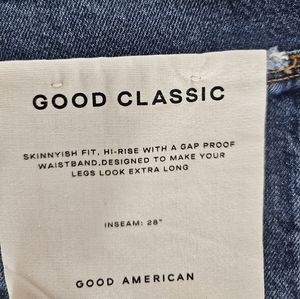 GOOD CLASSIC
SKINNYISH FIT, HI-RISE WITH A GAP PROOF
WAISTBAND,DESIGNED TO MAKE YOUR
LEGS LOOK EXTRA LONG
INSEAM: 28"
GOOD AMERICAN